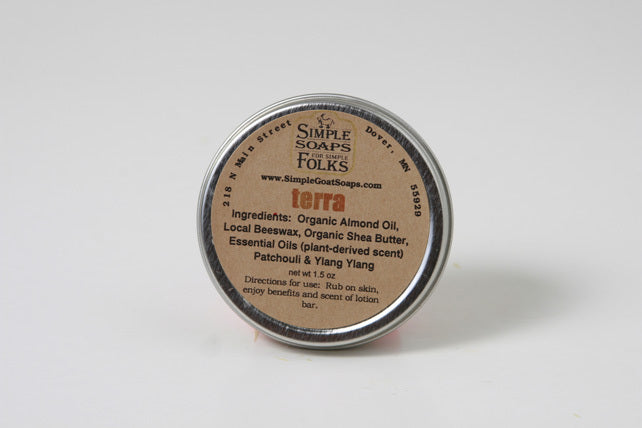 218 N Main Street
Dover, MN 55929
SIMPLE
SOAPS
FOR SIMPLE
FOLKS
www.SimpleGoatSoaps.com
terra
Ingredients: Organic Almond Oil,
Local Beeswax, Organic Shea Butter,
Essential Oils (plant-derived scent)
Patchouli & Ylang Ylang
net wt 1.5 oz
Directions for use: Rub on skin,
enjoy benefits and scent of lotion
bar.